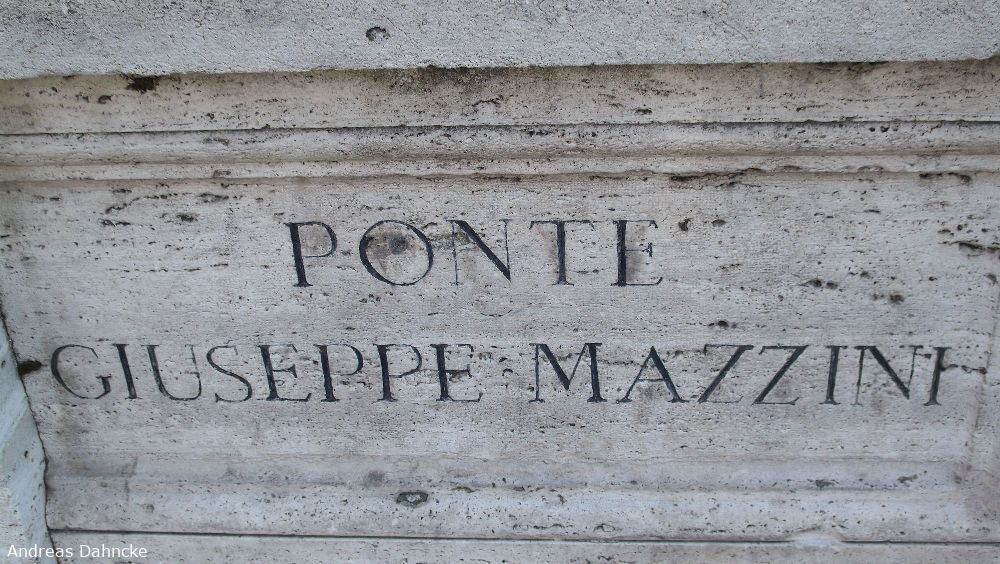 PONTE
GIUSEPPE MAZZINI
Andreas Dahncke